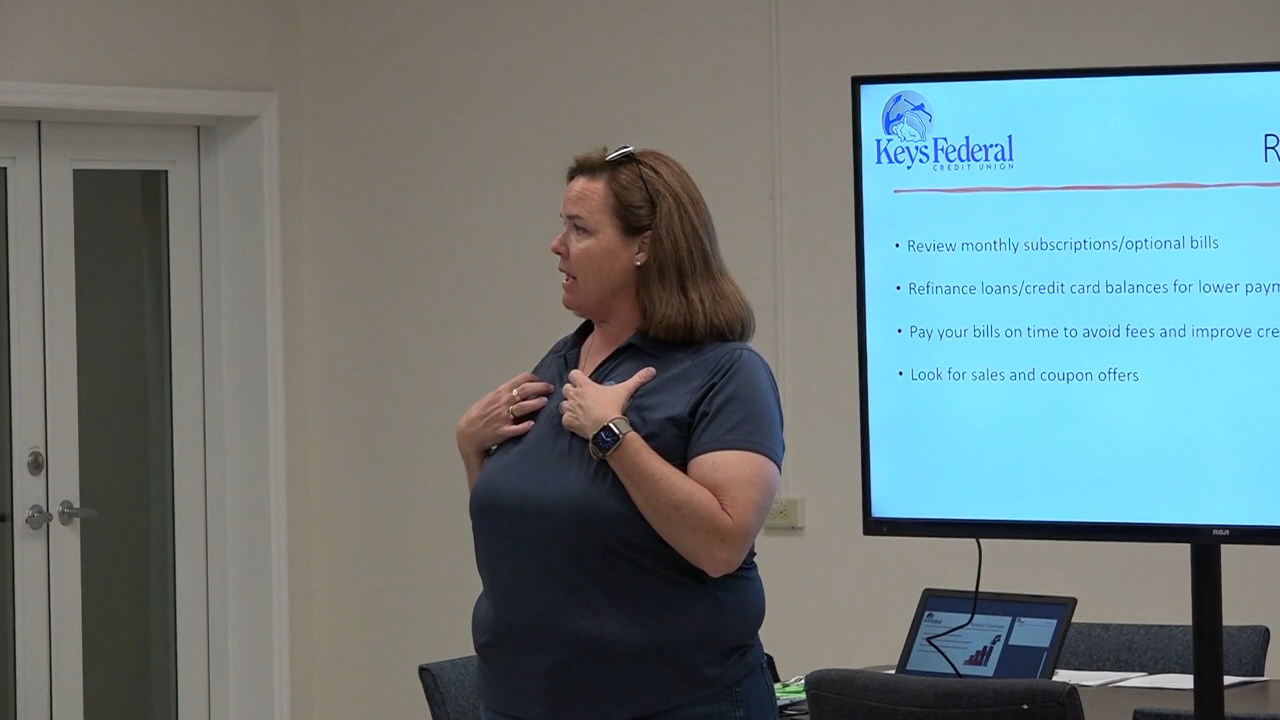 Keys Federal
CREDIT UNION
R
• Review monthly subscriptions/optional bills
• Refinance loans/credit card balances for lower paym
• Pay your bills on time to avoid fees and improve cre
• Look for sales and coupon offers
RCA